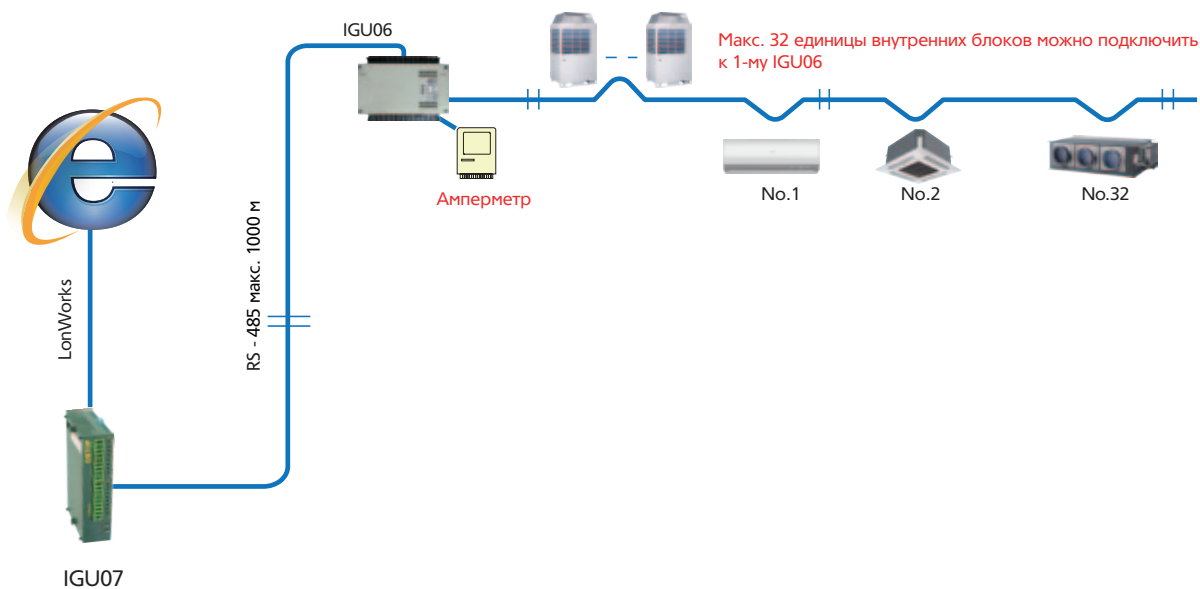 IGU06
Макс. 32 единицы внутренних блоков можно подключить
к 1-му IGU06
Амперметр
No.1
No.2
No.32
RS - 485 макс. 1000 м
LonWorks
IGU07